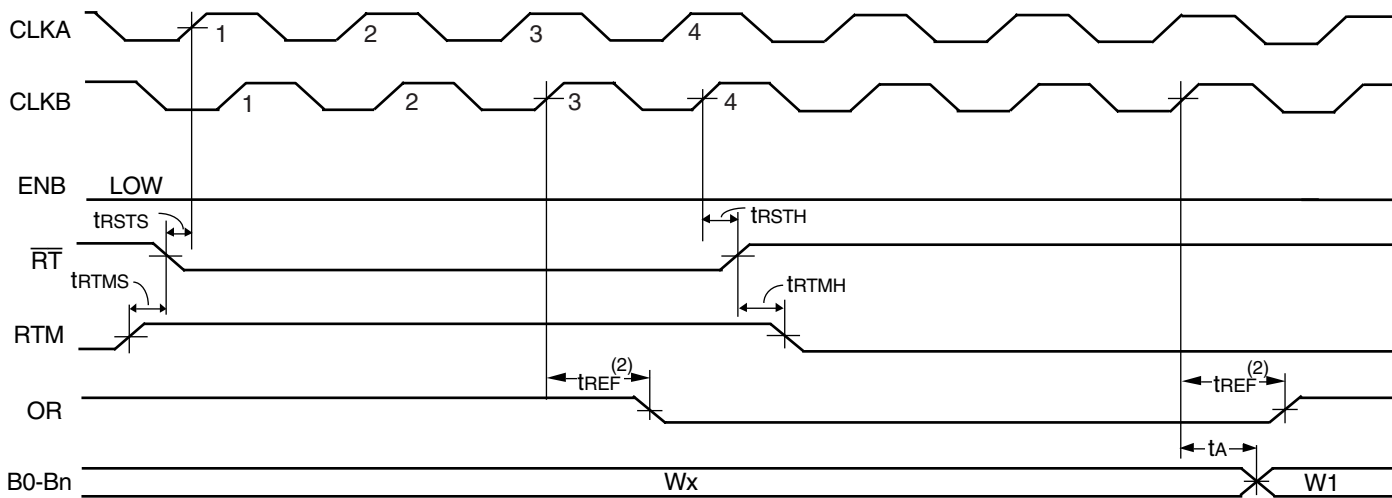 CLKA 1 2 3 4
CLKB 1 2 3 4
ENB LOW
tRSTS tRSTH
RT
tRTMS tRTMH
RTM
tREF(2) tREF(2)
OR
tA
B0-Bn Wx W1